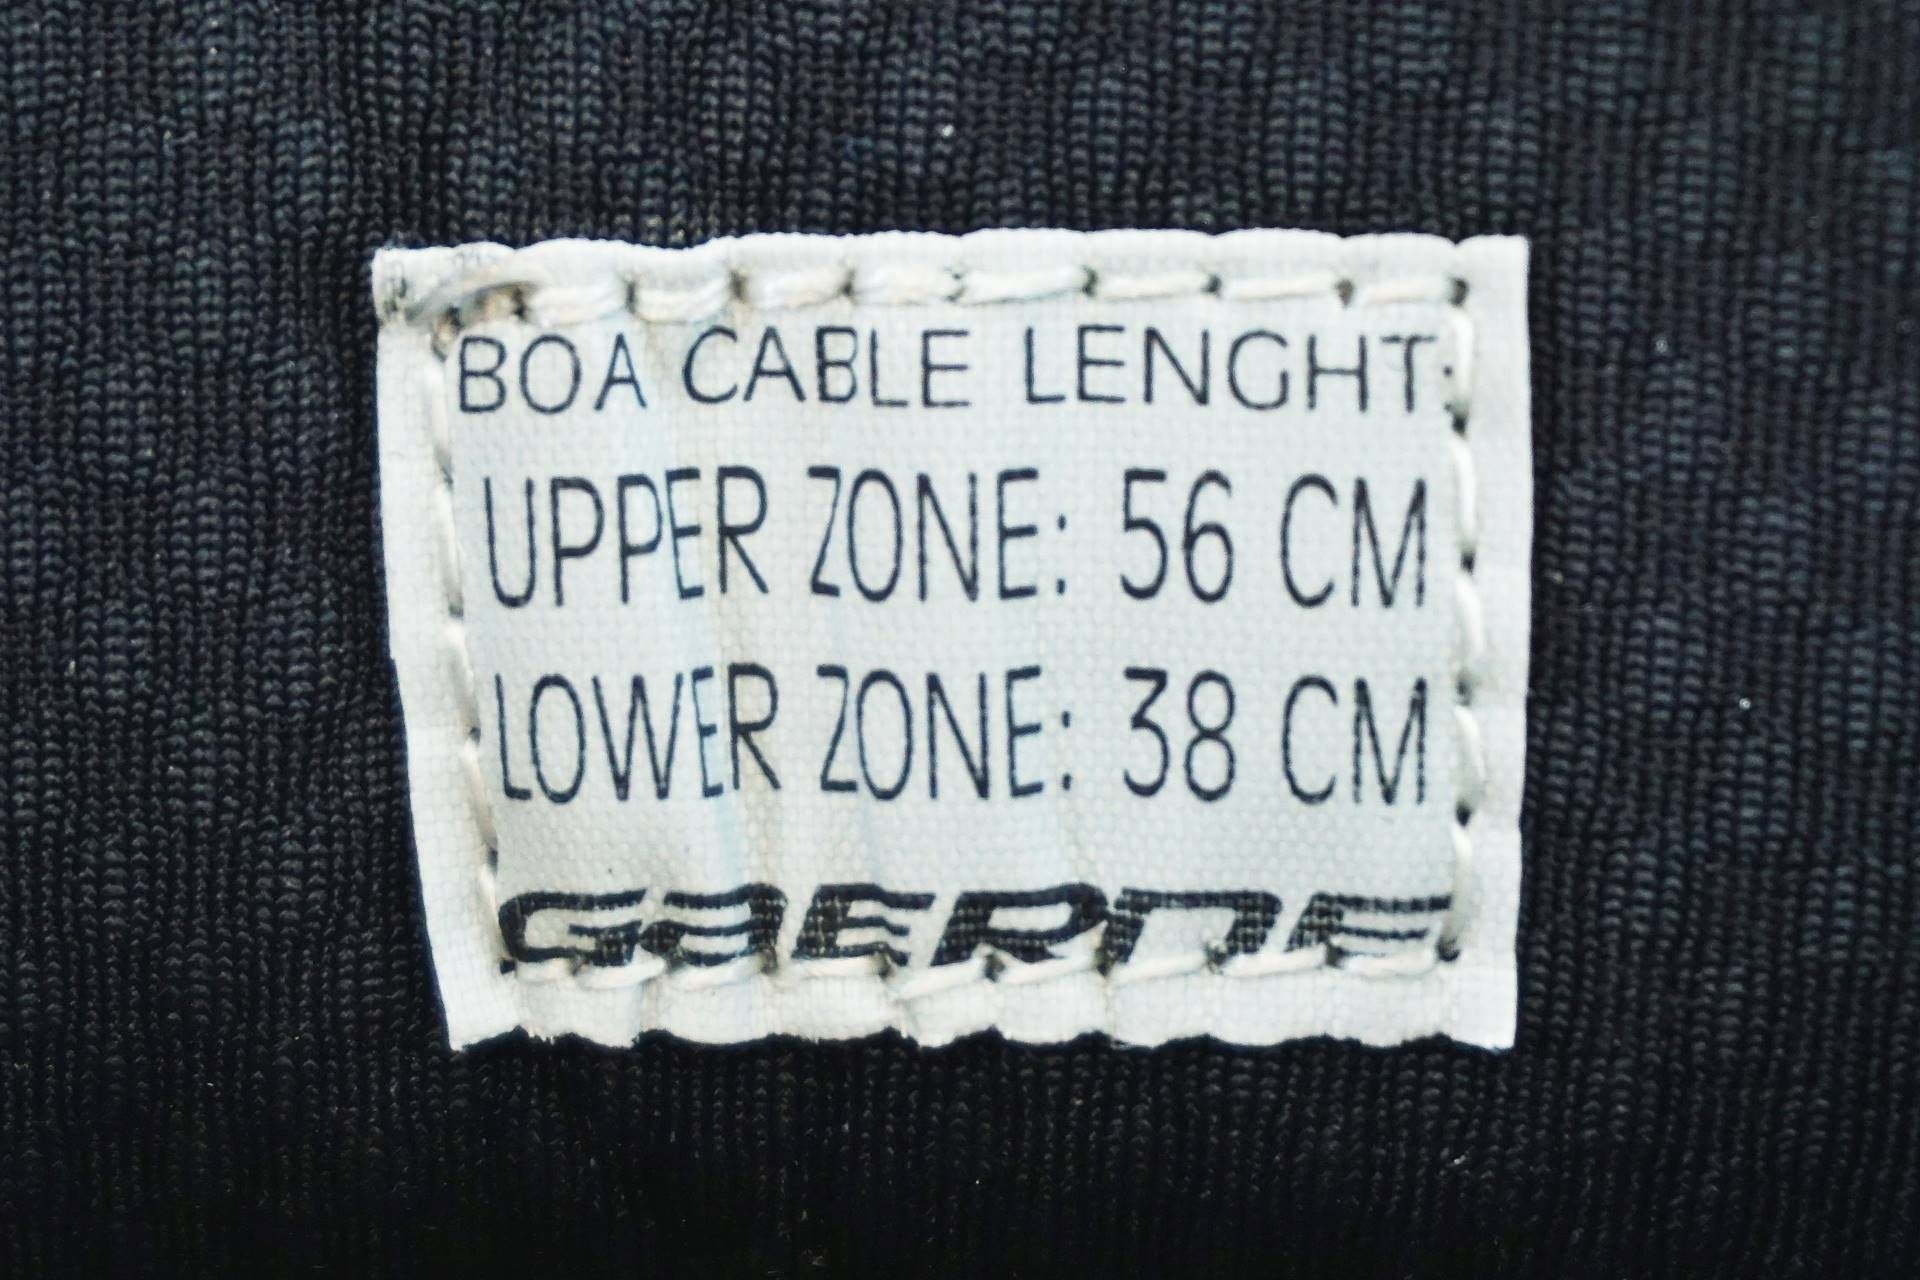 BOA CABLE LENGHT:
UPPER ZONE: 56 CM
LOWER ZONE: 38 CM
GAERNE